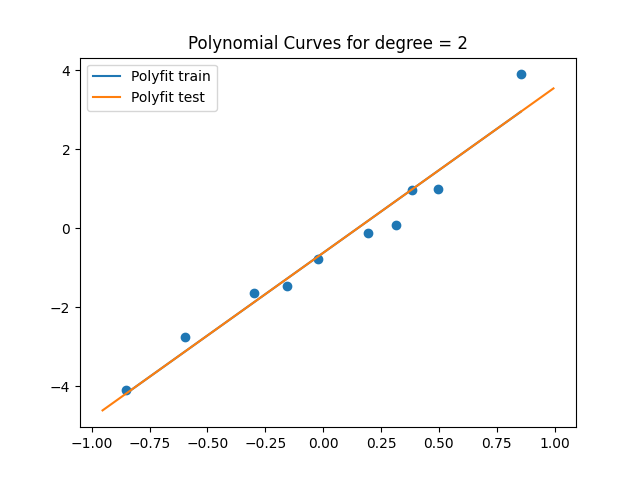 Polynomial Curves for degree = 2
Polyfit train
Polyfit test
4
2
0
−2
−4
−1.00 −0.75 −0.50 −0.25 0.00 0.25 0.50 0.75 1.00